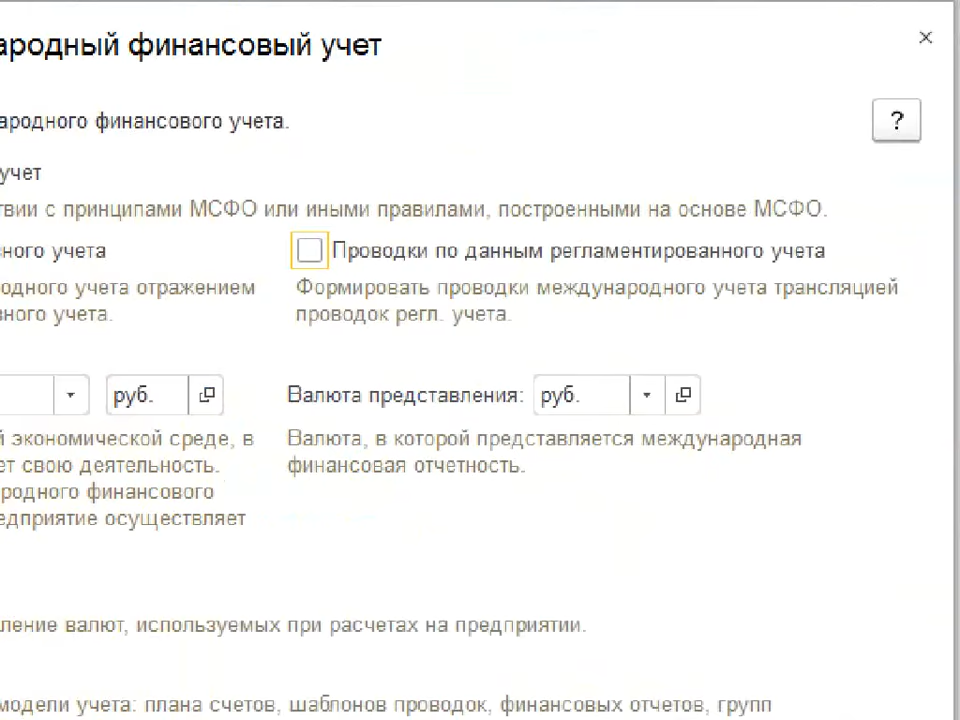 ародный финансовый учет
ародного финансового учета.
?
учет
твии с принципами МСФО или иными правилами, построенными на основе МСФО.
ного учета
Проводки по данным регламентированного учета
одного учета отражением
вного учета.
Формировать проводки международного учета трансляцией
проводок регл. учета.
руб.
Валюта представления: руб.
й экономической среде, в
ет свою деятельность.
родного финансового
едприятие осуществляет
Валюта, в которой представляется международная
финансовая отчетность.
ление валют, используемых при расчетах на предприятии.
модели учета: плана счетов, шаблонов проводок, финансовых отчетов, групп